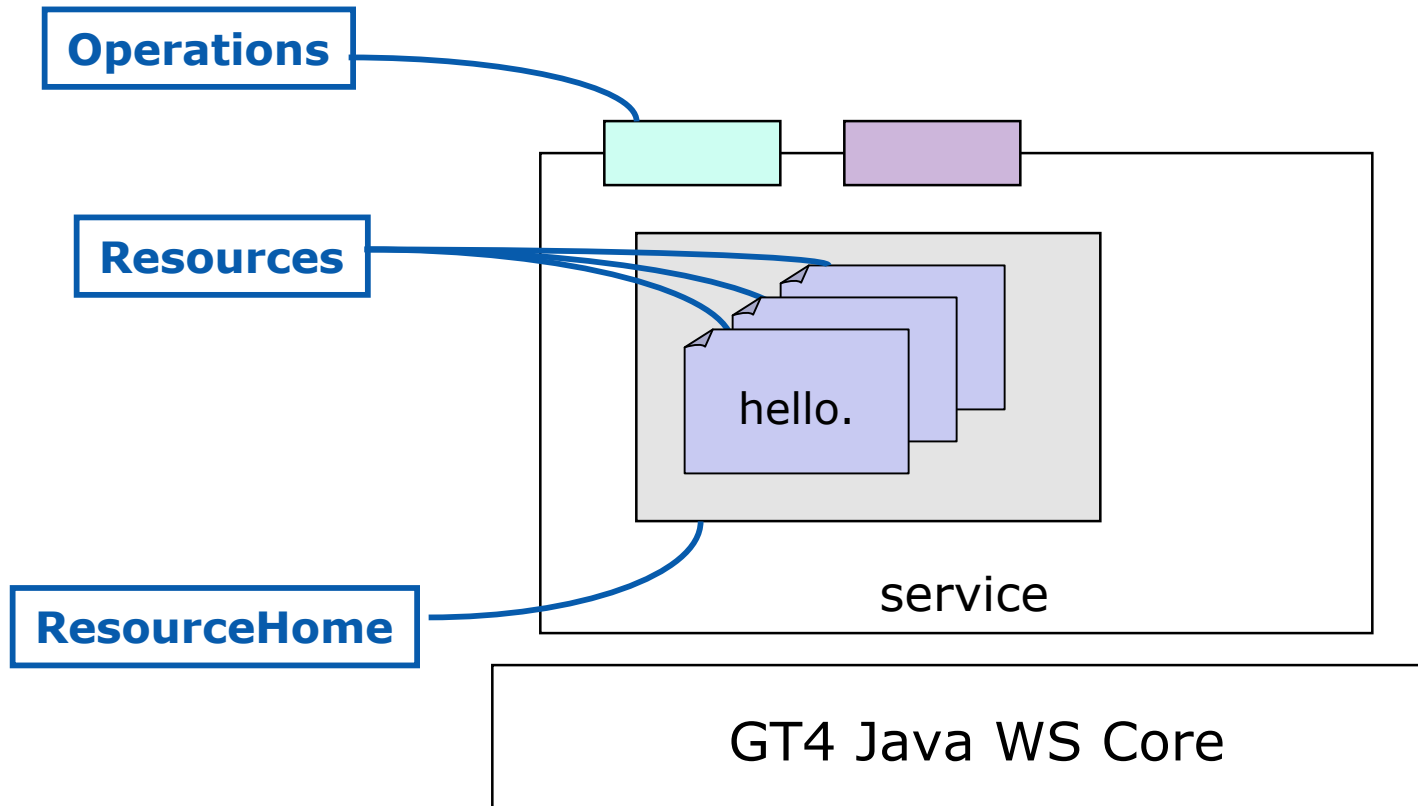 Operations
Resources
hello.
service
ResourceHome
GT4 Java WS Core